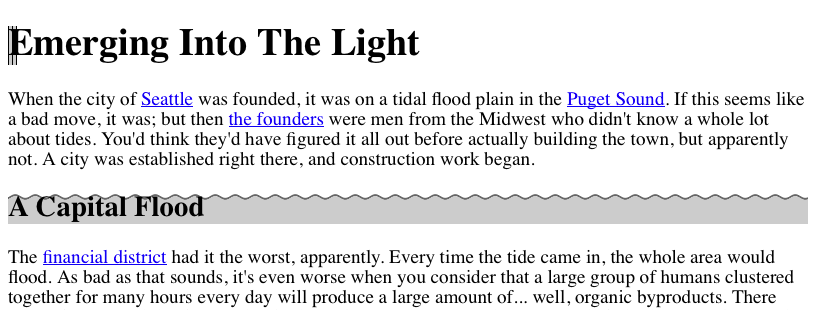 Emerging Into The Light
When the city of Seattle was founded, it was on a tidal flood plain in the Puget Sound. If this seems like
a bad move, it was; but then the founders were men from the Midwest who didn't know a whole lot
about tides. You'd think they'd have figured it all out before actually building the town, but apparently
not. A city was established right there, and construction work began.
A Capital Flood
The financial district had it the worst, apparently. Every time the tide came in, the whole area would
flood. As bad as that sounds, it's even worse when you consider that a large group of humans clustered
together for many hours every day will produce a large amount of... well, organic byproducts. There